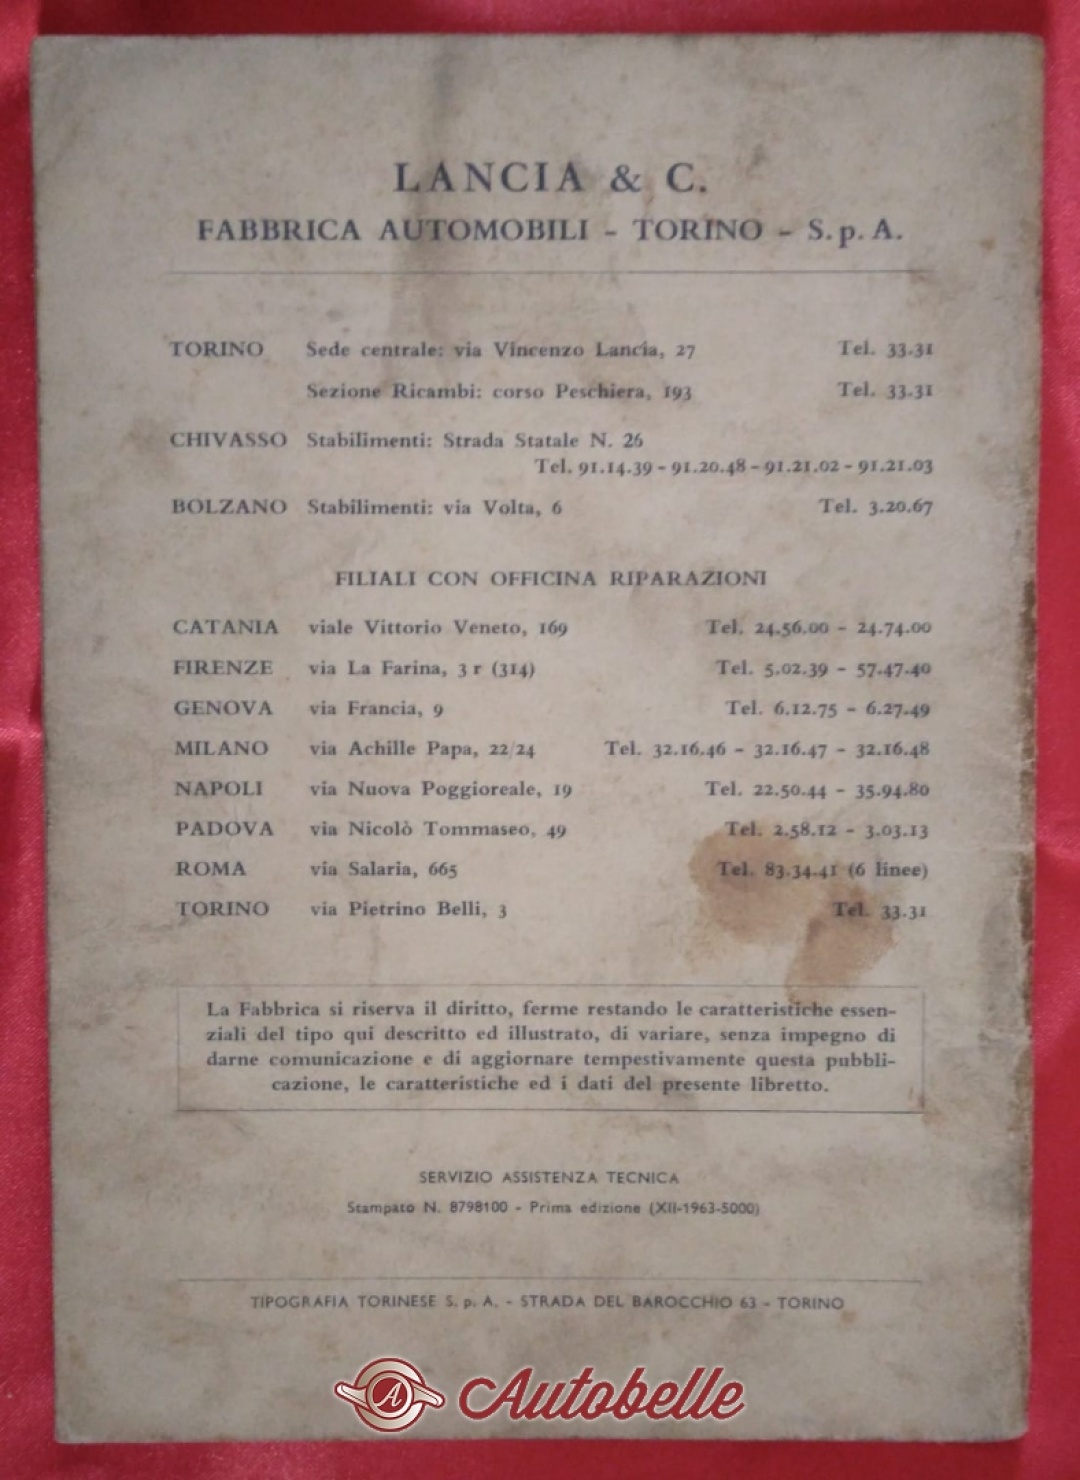 LANCIA & C.
FABBRICA AUTOMOBILI - TORINO - S.p.A.
TORINO Sede centrale: via Vincenzo Lancia, 27 Tel. 33.31
Sezione Ricambi: corso Peschiera, 193 Tel. 33.31
CHIVASSO Stabilimenti: Strada Statale N. 26
Tel. 91.14.39 - 91.20.48 - 91.21.02 - 91.21.03
BOLZANO Stabilimenti: via Volta, 6 Tel. 3.20.67
FILIALI CON OFFICINA RIPARAZIONI
CATANIA viale Vittorio Veneto, 169 Tel. 24.56.00 - 24.74.00
FIRENZE via La Farina, 3 r (314) Tel. 5.02.39 - 57.47.40
GENOVA via Francia, 9 Tel. 6.12.75 - 6.27.49
MILANO via Achille Papa, 22/24 Tel. 32.16.46 - 32.16.47 - 32.16.48
NAPOLI via Nuova Poggioreale, 19 Tel. 22.50.44 - 35.94.80
PADOVA via Nicolò Tommaseo, 49 Tel. 2.58.12 - 3.03.13
ROMA via Salaria, 665 Tel. 83.34.41 (6 linee)
TORINO via Pietrino Belli, 3 Tel. 33.31
La Fabbrica si riserva il diritto, ferme restando le caratteristiche essen-
ziali del tipo qui descritto ed illustrato, di variare, senza impegno di
darne comunicazione e di aggiornare tempestivamente questa pubbli-
cazione, le caratteristiche ed i dati del presente libretto.
SERVIZIO ASSISTENZA TECNICA
Stampato N. 8798100 - Prima edizione (XII-1963-5000)
TIPOGRAFIA TORINESE S. p. A. - STRADA DEL BAROCCHIO 63 - TORINO
A Autobelle